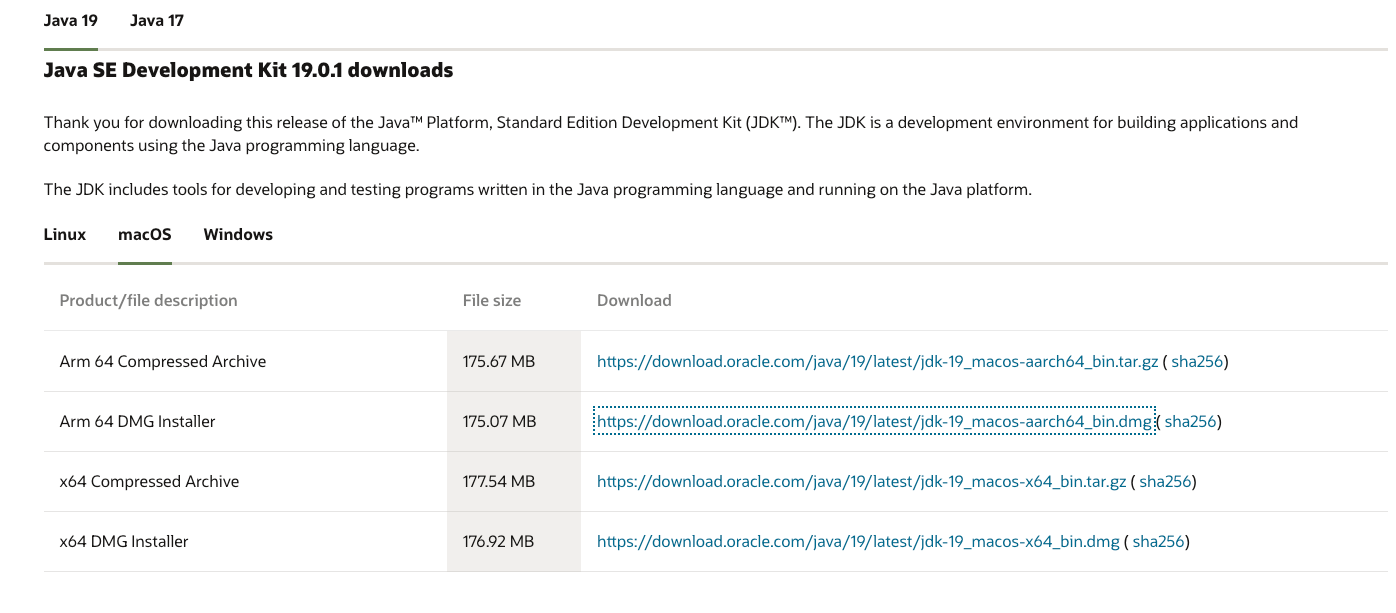 Java 19 Java 17
Java SE Development Kit 19.0.1 downloads
Thank you for downloading this release of the Java™ Platform, Standard Edition Development Kit (JDK™). The JDK is a development environment for building applications and
components using the Java programming language.
The JDK includes tools for developing and testing programs written in the Java programming language and running on the Java platform.
Linux macOS Windows
Product/file description File size Download
Arm 64 Compressed Archive 175.67 MB https://download.oracle.com/java/19/latest/jdk-19_macos-aarch64_bin.tar.gz ( sha256)
Arm 64 DMG Installer 175.07 MB https://download.oracle.com/java/19/latest/jdk-19_macos-aarch64_bin.dmg ( sha256)
x64 Compressed Archive 177.54 MB https://download.oracle.com/java/19/latest/jdk-19_macos-x64_bin.tar.gz ( sha256)
x64 DMG Installer 176.92 MB https://download.oracle.com/java/19/latest/jdk-19_macos-x64_bin.dmg ( sha256)